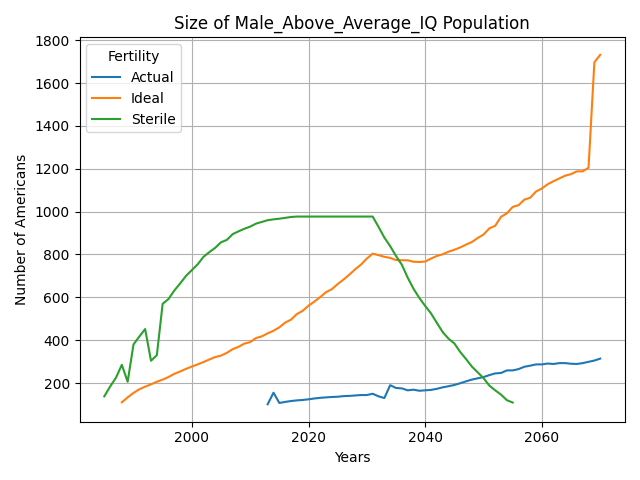 Size of Male_Above_Average_IQ Population
Fertility
Actual
Ideal
Sterile
Number of Americans
1800
1600
1400
1200
1000
800
600
400
200
2000
2020
2040
2060
Years